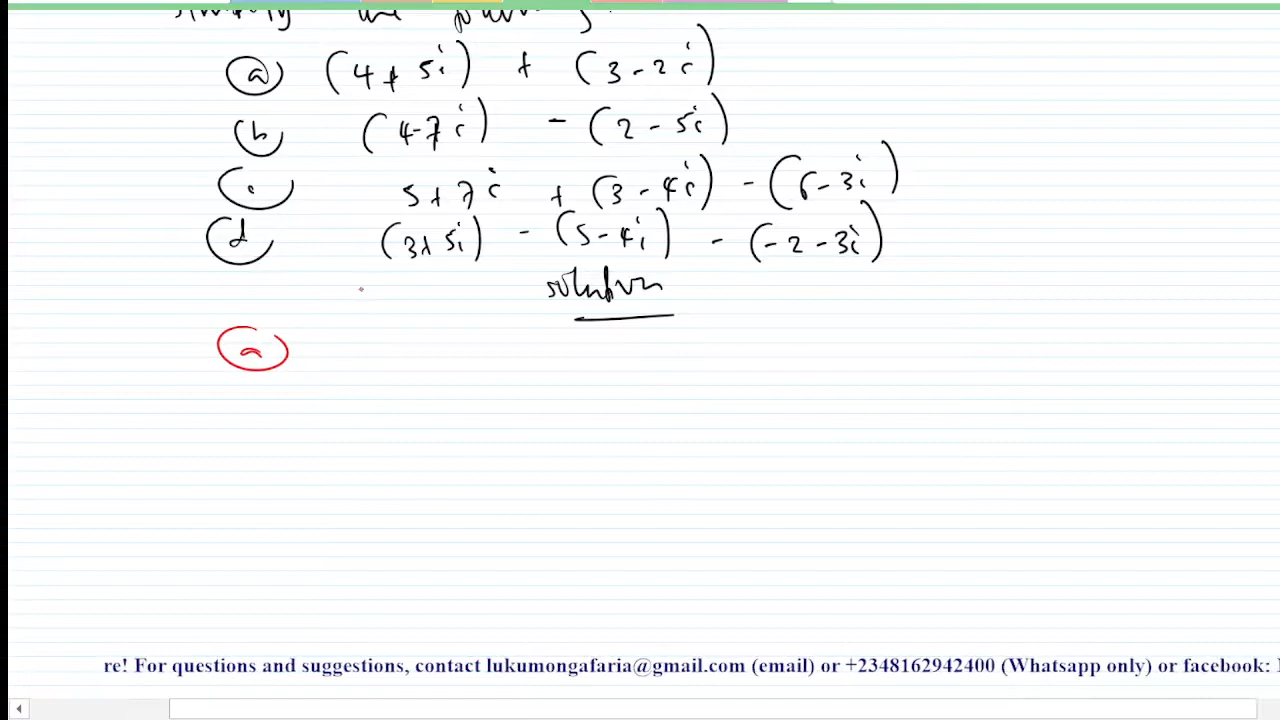 the
ⓐ (4 + 5i) + (3 - 2i)
ⓑ (4 - 7i) - (2 - 5i)
ⓒ 5 + 7i + (3 - 4i) - (6 - 3i)
ⓓ (3 + 5i) - (5 - 4i) - (-2 - 3i)
solution
ⓐ
re! For questions and suggestions, contact lukumongafaria@gmail.com (email) or +2348162942400 (Whatsapp only) or facebook: